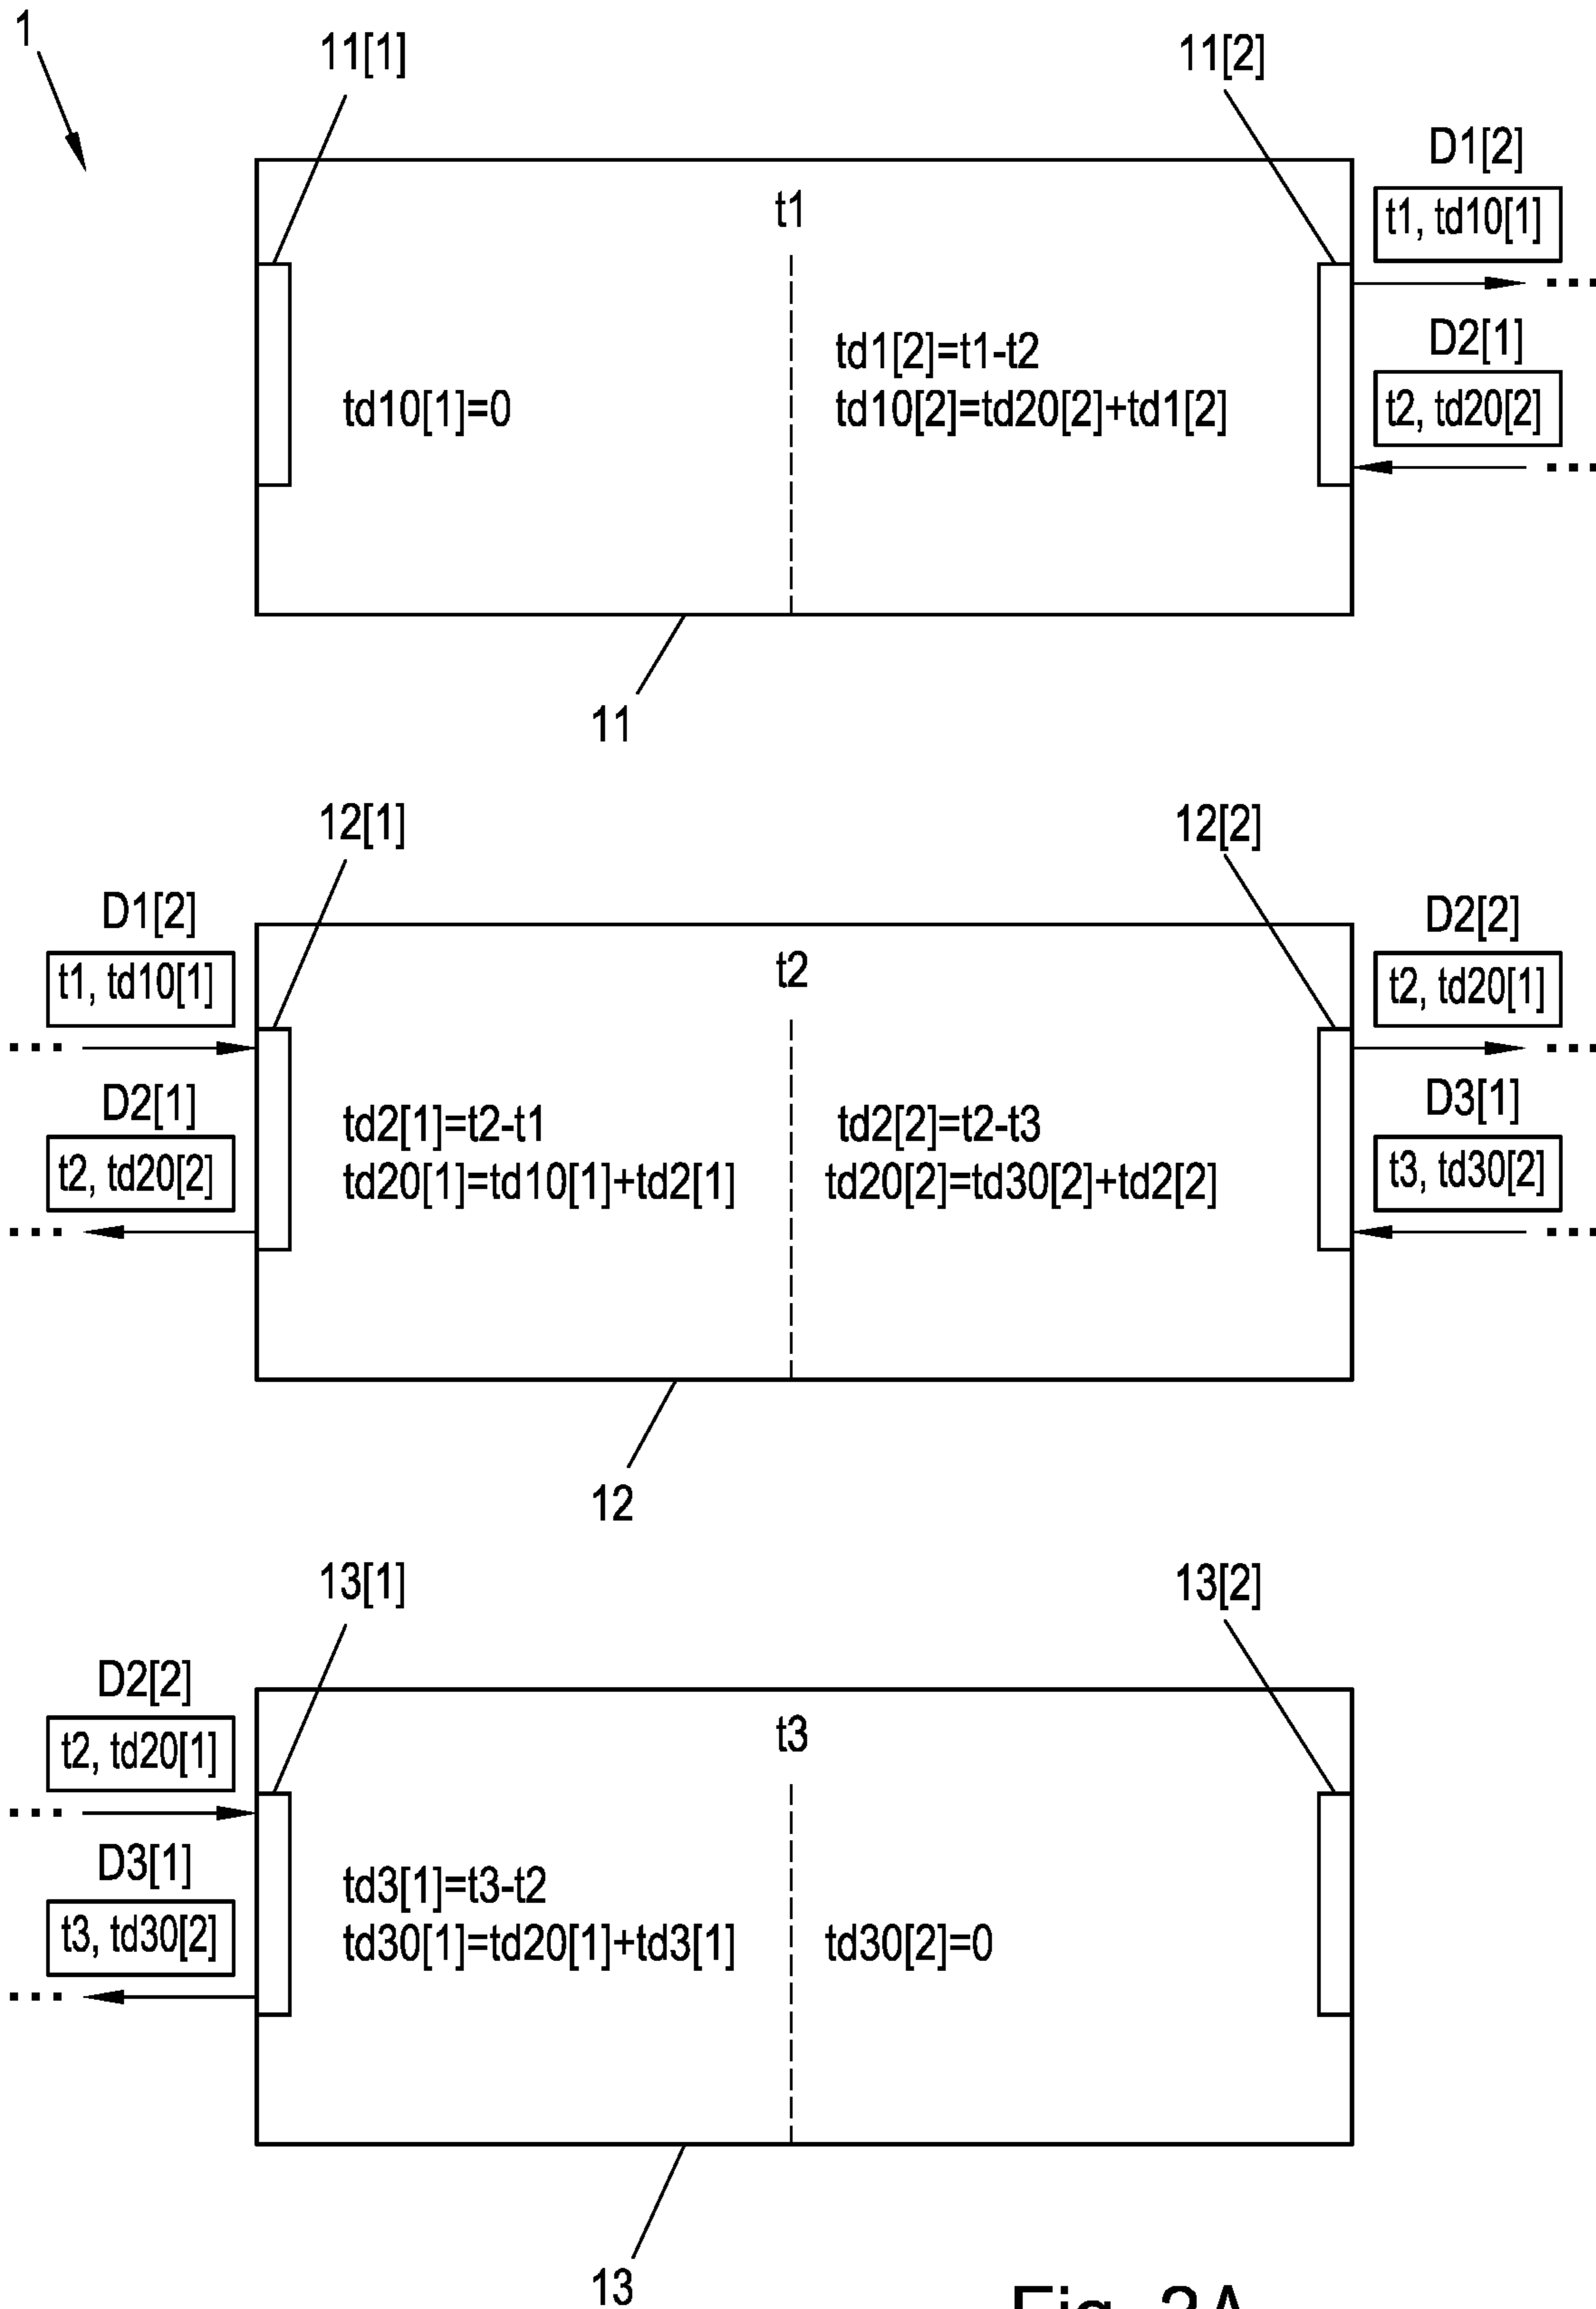 1
11[1]
11[2]
D1[2]
t1
t1, td10[1]
D2[1]
td1[2]=t1-t2
td10[1]=0
td10[2]=td20[2]+td1[2]
t2, td20[2]
11
12[1]
12[2]
D1[2]
D2[2]
t1, td10[1]
t2
t2, td20[1]
D2[1]
D3[1]
td2[1]=t2-t1
td2[2]=t2-t3
t2, td20[2]
td20[1]=td10[1]+td2[1]
td20[2]=td30[2]+td2[2]
t3, td30[2]
12
13[1]
13[2]
D2[2]
t2, td20[1]
t3
D3[1]
td3[1]=t3-t2
t3, td30[2]
td30[1]=td20[1]+td3[1]
td30[2]=0
13